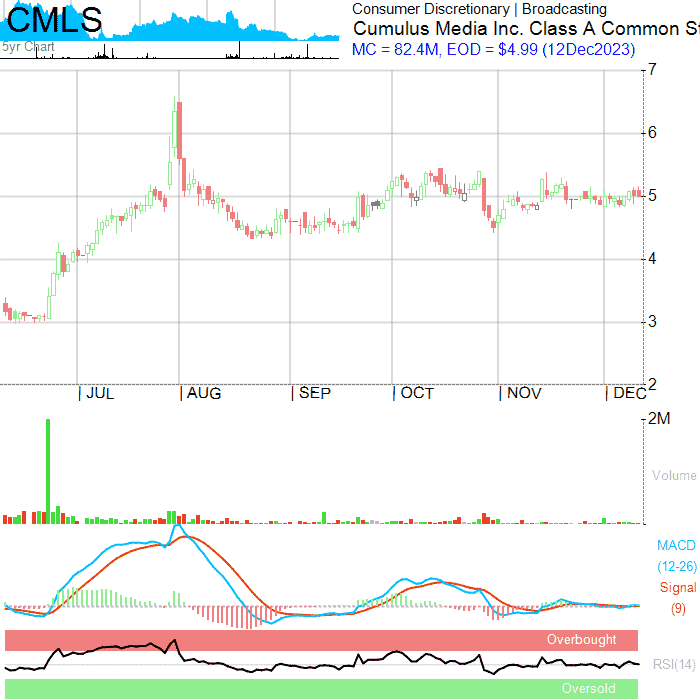 CMLS
5yr Chart
Consumer Discretionary | Broadcasting
Cumulus Media Inc. Class A Common St
MC = 82.4M, EOD = $4.99 (12Dec2023)
7
6
5
4
3
2
|JUL |AUG |SEP |OCT |NOV |DEC
2M
Volume
MACD
(12-26)
Signal
(9)
Overbought
RSI(14)
Oversold